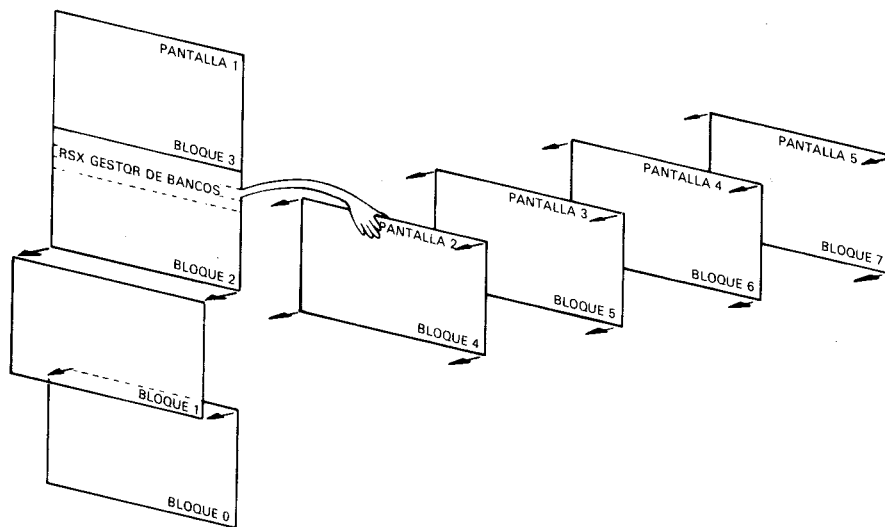 PANTALLA 1
BLOQUE 3
RSX GESTOR DE BANCOS
BLOQUE 2
BLOQUE 1
BLOQUE 0
PANTALLA 2
BLOQUE 4
PANTALLA 3
BLOQUE 5
PANTALLA 4
BLOQUE 6
PANTALLA 5
BLOQUE 7